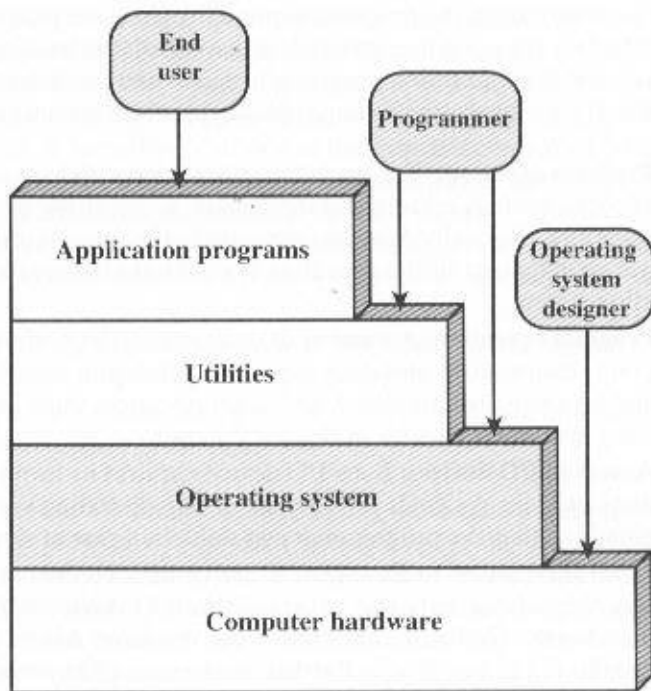 End
user
Programmer
Operating
system
designer
Application programs
Utilities
Operating system
Computer hardware